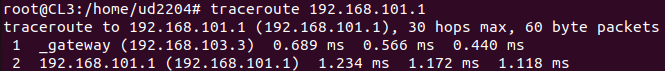 root@CL3:/home/ud2204# traceroute 192.168.101.1
traceroute to 192.168.101.1 (192.168.101.1), 30 hops max, 60 byte packets
 1  _gateway (192.168.103.3)  0.689 ms  0.566 ms  0.440 ms
 2  192.168.101.1 (192.168.101.1)  1.234 ms  1.172 ms  1.118 ms